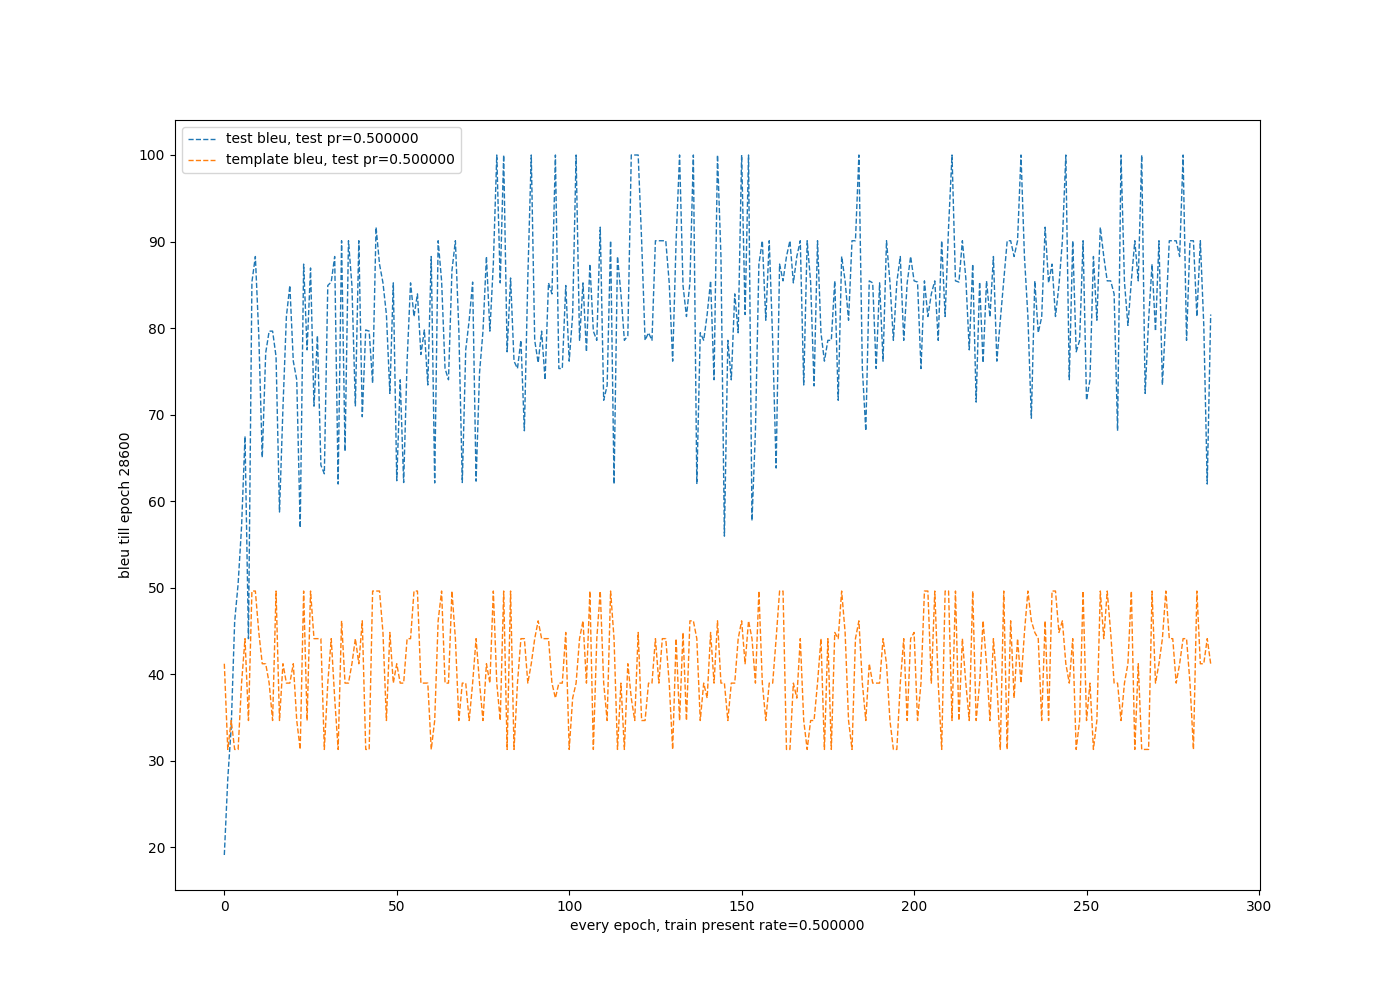 test bleu, test pr=0.500000
template bleu, test pr=0.500000
100
90
80
70
60
50
40
30
20
bleu till epoch 28600
0 50 100 150 200 250 300
every epoch, train present rate=0.500000